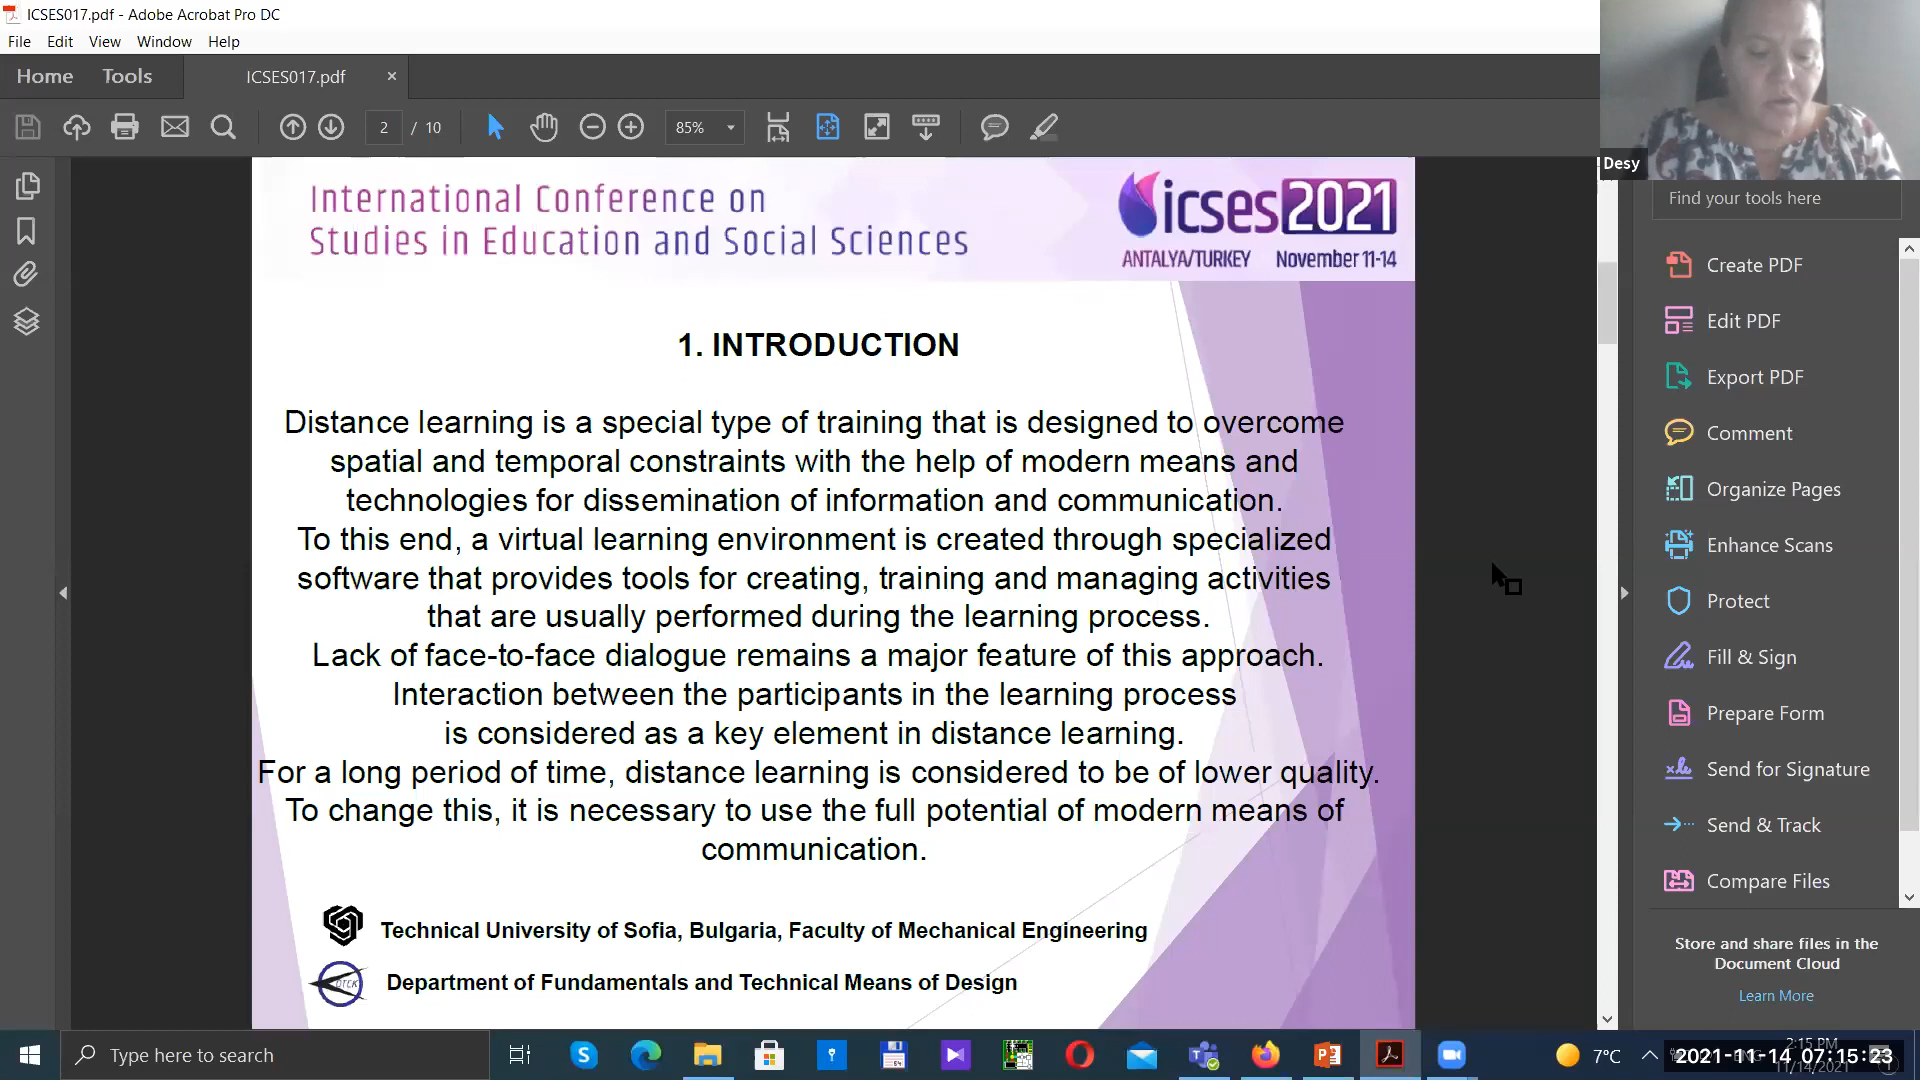 ICSES017.pdf - Adobe Acrobat Pro DC
File Edit View Window Help
Home Tools ICSES017.pdf ×
2 / 10 85%
Desy
Find your tools here
Create PDF
Edit PDF
Export PDF
Comment
Organize Pages
Enhance Scans
Protect
Fill & Sign
Prepare Form
Send for Signature
Send & Track
Compare Files
Store and share files in the
Document Cloud
Learn More
International Conference on
Studies in Education and Social Sciences
icses 2021
ANTALYA/TURKEY November 11-14
1. INTRODUCTION
Distance learning is a special type of training that is designed to overcome
spatial and temporal constraints with the help of modern means and
technologies for dissemination of information and communication.
To this end, a virtual learning environment is created through specialized
software that provides tools for creating, training and managing activities
that are usually performed during the learning process.
Lack of face-to-face dialogue remains a major feature of this approach.
Interaction between the participants in the learning process
is considered as a key element in distance learning.
For a long period of time, distance learning is considered to be of lower quality.
To change this, it is necessary to use the full potential of modern means of
communication.
Technical University of Sofia, Bulgaria, Faculty of Mechanical Engineering
Department of Fundamentals and Technical Means of Design
Type here to search
7°C
2:15 PM
2021-11-14 07:15:23
11/14/2021